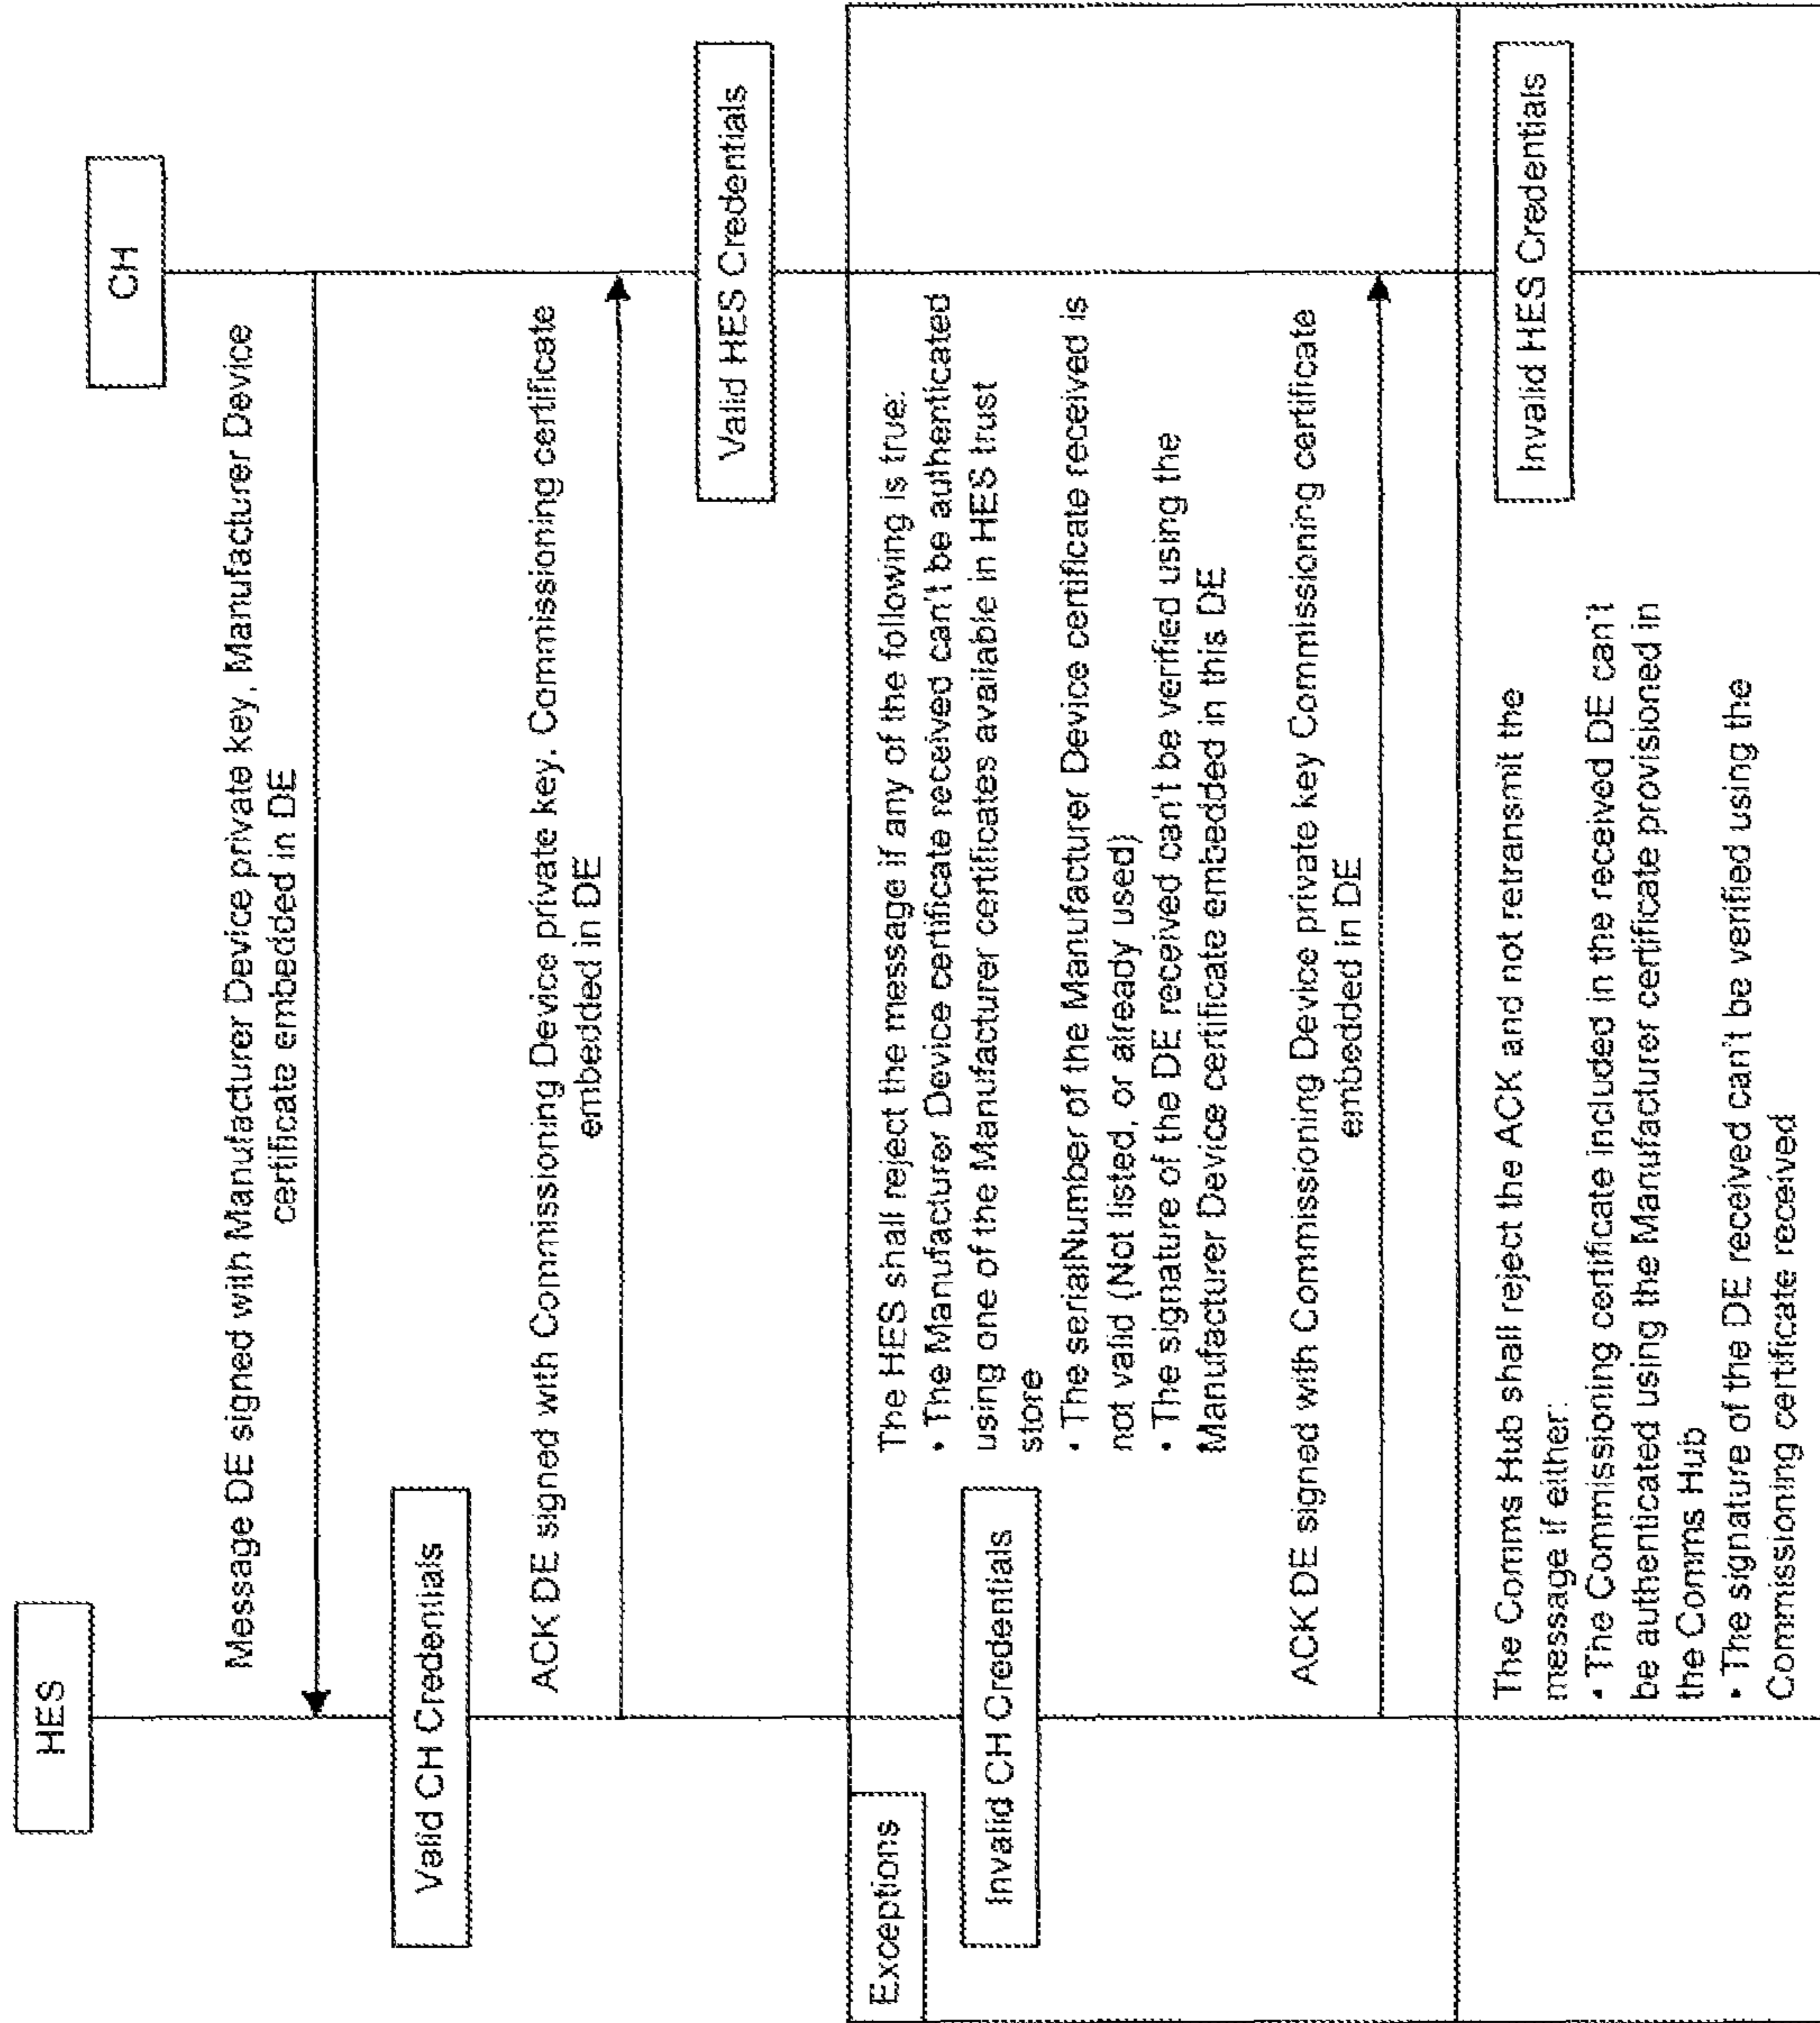 HES
CH
Message DE signed with Manufacturer Device private key, Manufacturer Device
certificate embedded in DE
Valid CH Credentials
ACK DE signed with Commissioning Device private key, Commissioning certificate
embedded in DE
Valid HES Credentials
Exceptions
The HES shall reject the message if any of the following is true:
• The Manufacturer Device certificate received can't be authenticated
using one of the Manufacturer certificates available in HES trust
store
• The serialNumber of the Manufacturer Device certificate received is
not valid (Not listed, or already used)
• The signature of the DE received can't be verified using the
Manufacturer Device certificate embedded in this DE
Invalid CH Credentials
ACK DE signed with Commissioning Device private key Commissioning certificate
embedded in DE
Invalid HES Credentials
The Comms Hub shall reject the ACK and not retransmit the
message if either:
• The Commissioning certificate included in the received DE can't
be authenticated using the Manufacturer certificate provisioned in
the Comms Hub
• The signature of the DE received can't be verified using the
Commissioning certificate received